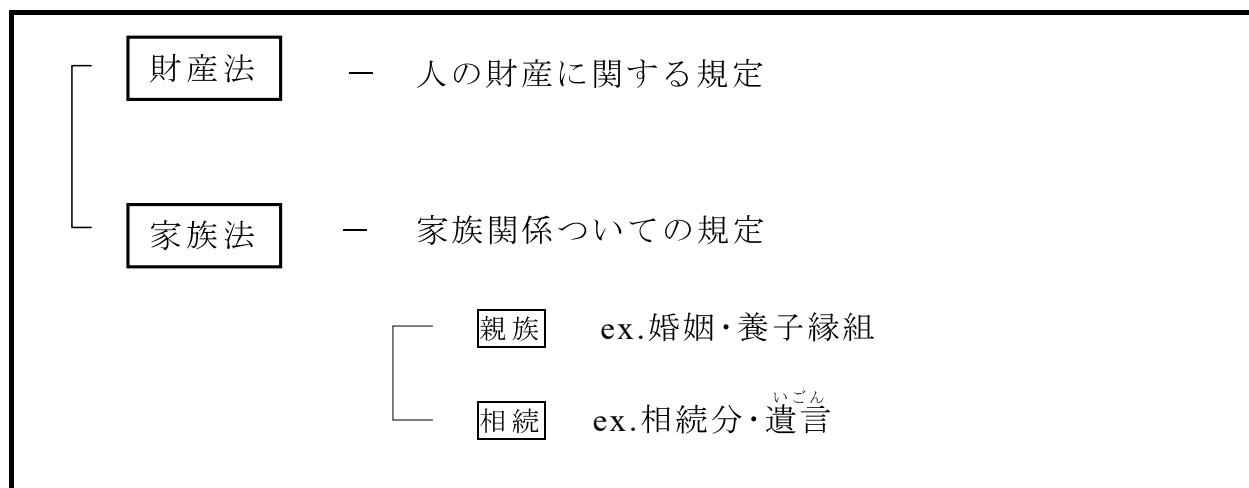 財産法 ― 人の財産に関する規定
家族法 ― 家族関係ついての規定
親族 ex.婚姻・養子縁組
いごん
相続 ex.相続分・遺言